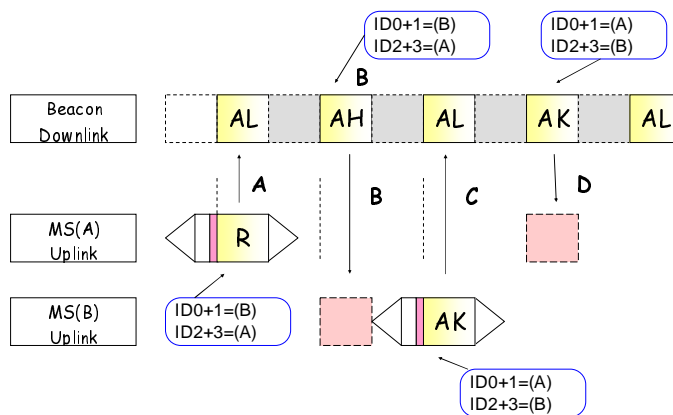 ID0+1=(B)
ID2+3=(A)
ID0+1=(A)
ID2+3=(B)
B
Beacon
Downlink
AL
AH
AL
AK
AL
A
B
C
D
MS(A)
Uplink
R
ID0+1=(B)
ID2+3=(A)
MS(B)
Uplink
AK
ID0+1=(A)
ID2+3=(B)